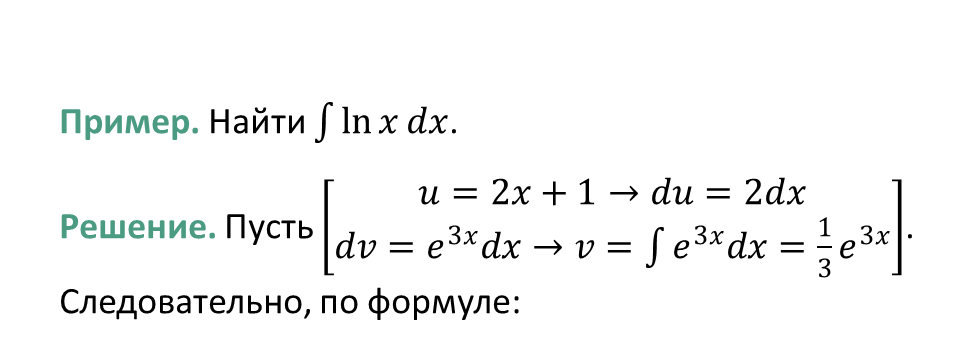 Пример. Найти ∫ ln x dx.
Решение. Пусть [u = 2x + 1 → du = 2dx
dv = e^{3x}dx → v = ∫ e^{3x}dx = \frac{1}{3}e^{3x}].
Следовательно, по формуле: